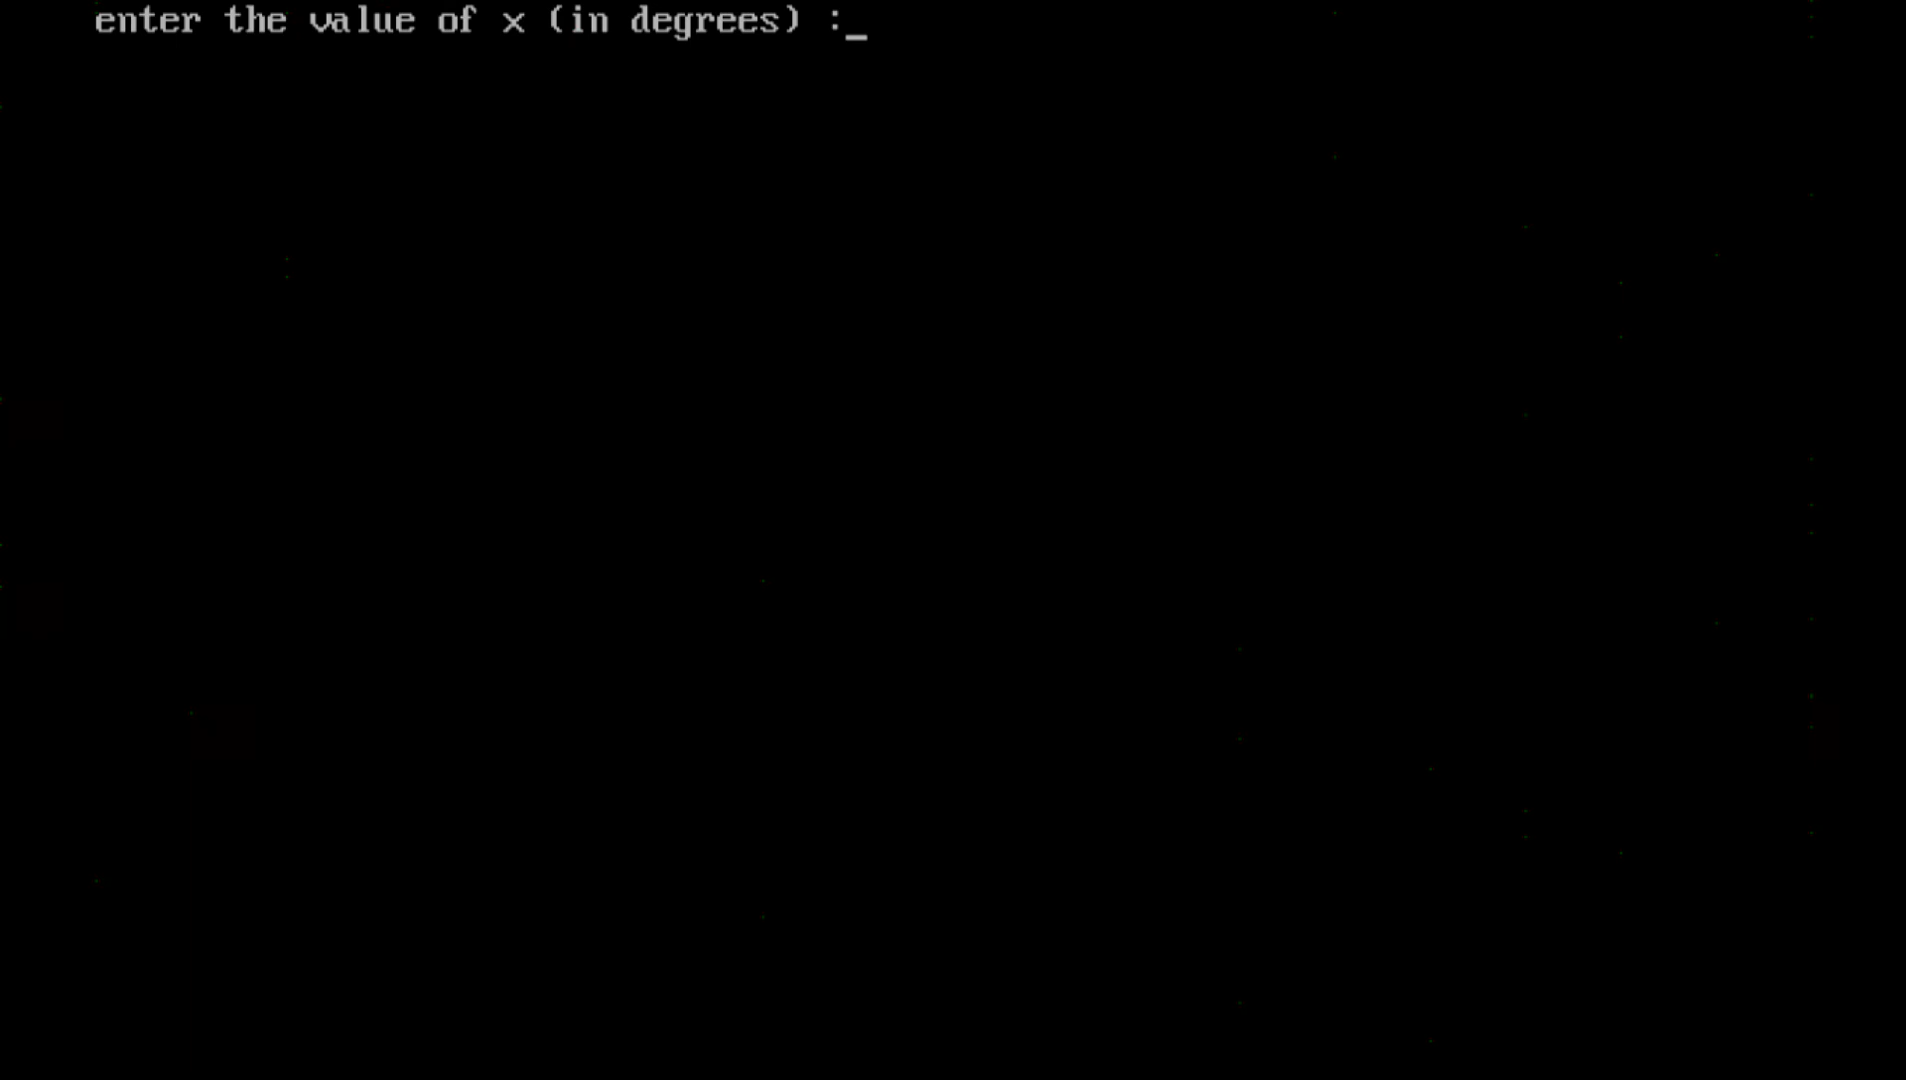 enter the value of x (in degrees) :_